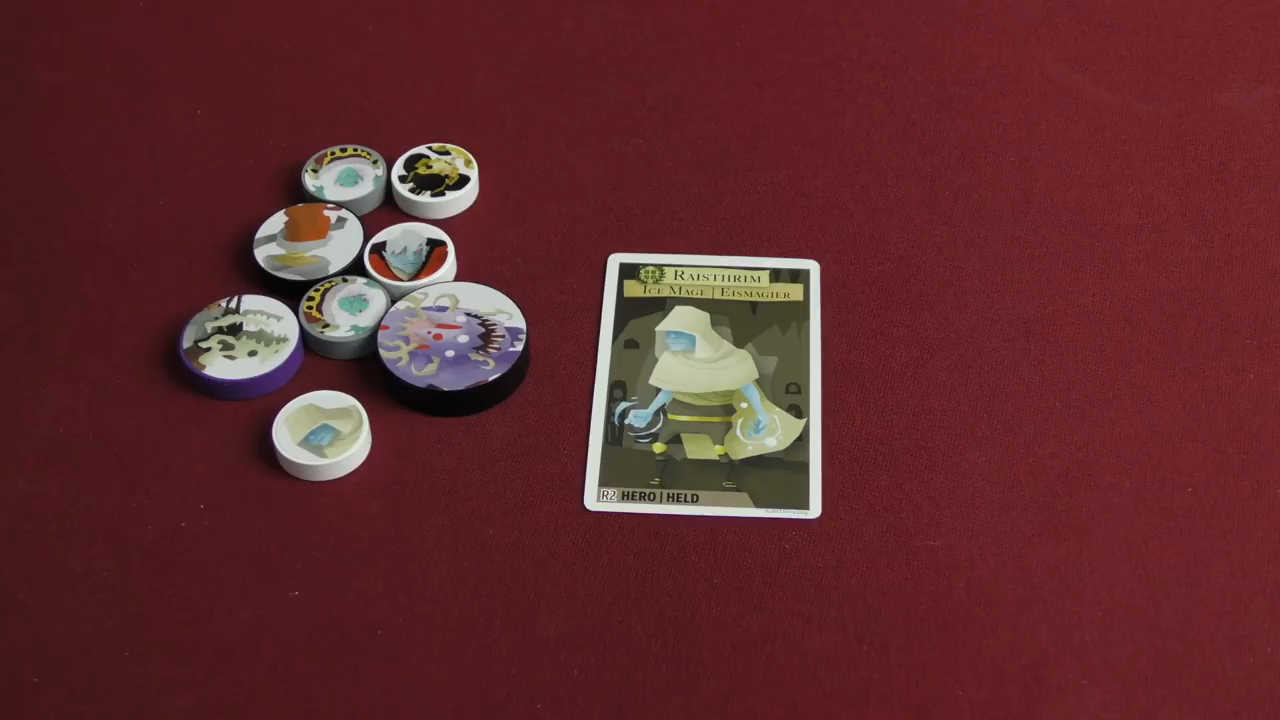 RAISTHRIM
ICE MAGE | EISMAGIER
R2 HERO | HELD